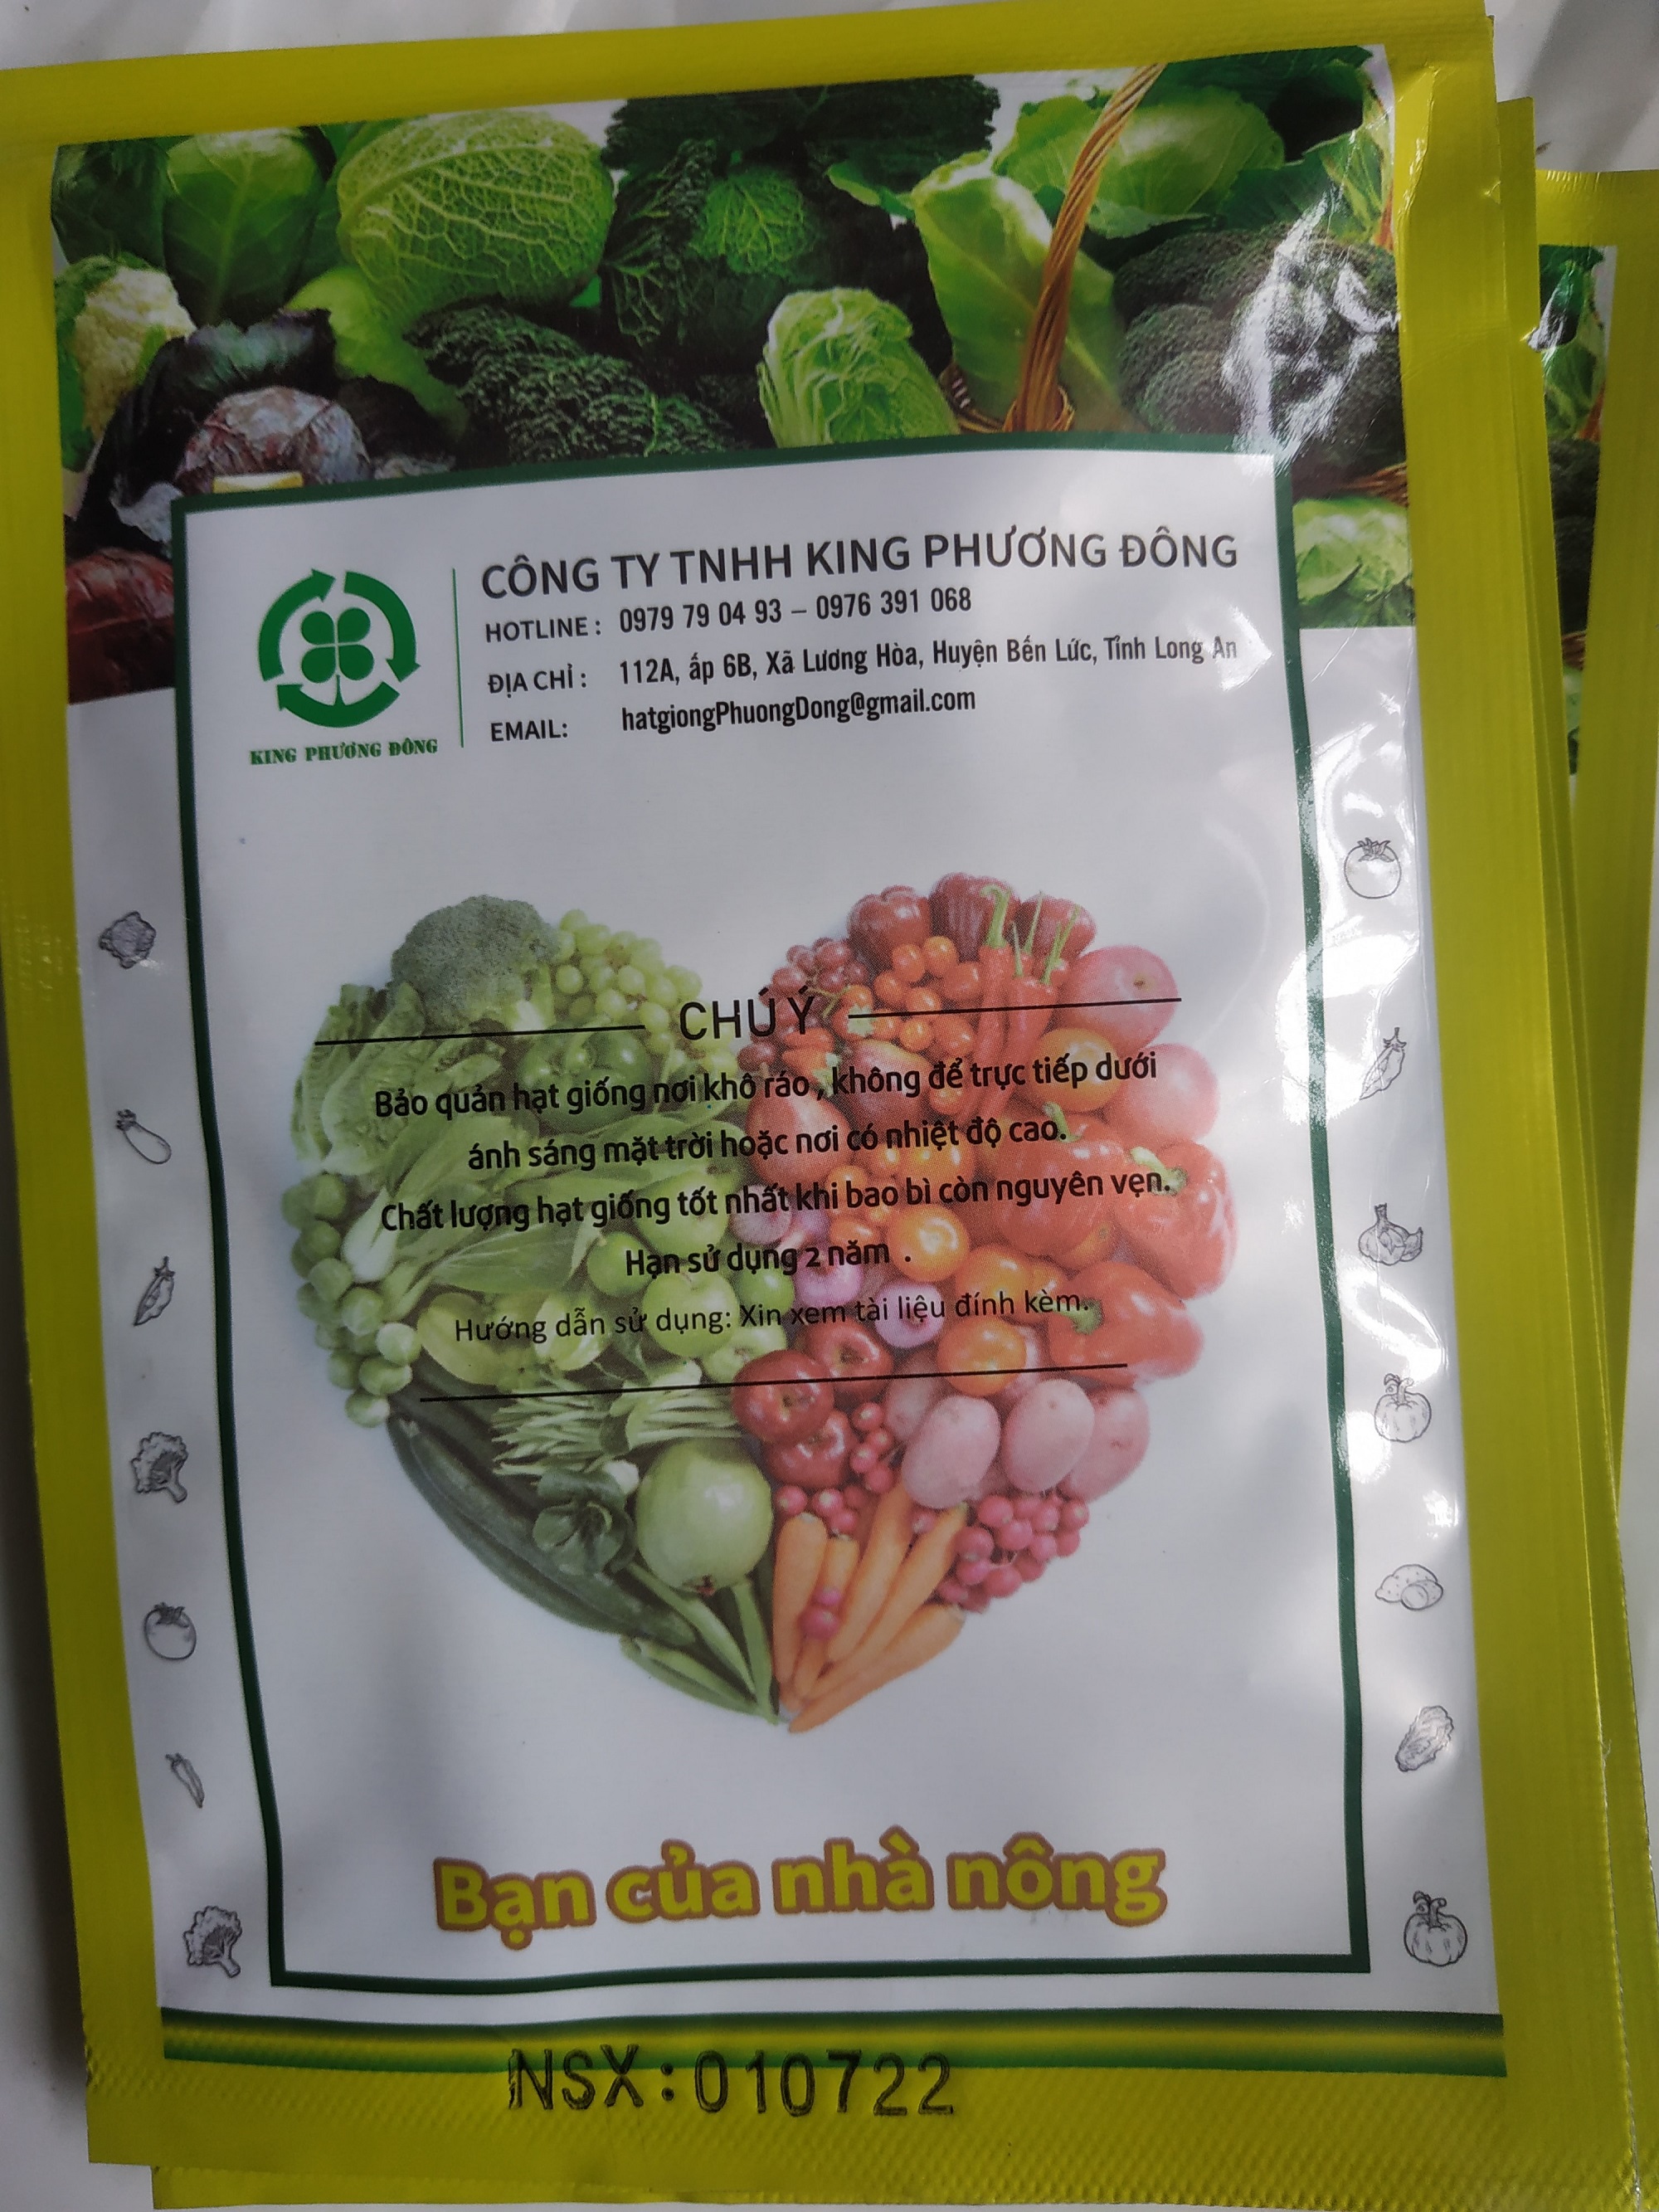 CÔNG TY TNHH KING PHƯƠNG ĐÔNG
HOTLINE : 0979 79 04 93 – 0976 391 068
ĐỊA CHỈ : 112A, ấp 6B, Xã Lương Hòa, Huyện Bến Lức, Tỉnh Long An
EMAIL: hatgiongPhuongDong@gmail.com
KING PHƯƠNG ĐÔNG
CHÚ Ý
Bảo quản hạt giống nơi khô ráo , không để trực tiếp dưới
ánh sáng mặt trời hoặc nơi có nhiệt độ cao.
Chất lượng hạt giống tốt nhất khi bao bì còn nguyên vẹn.
Hạn sử dụng 2 năm .
Hướng dẫn sử dụng: Xin xem tài liệu đính kèm.
Bạn của nhà nông
NSX:010722